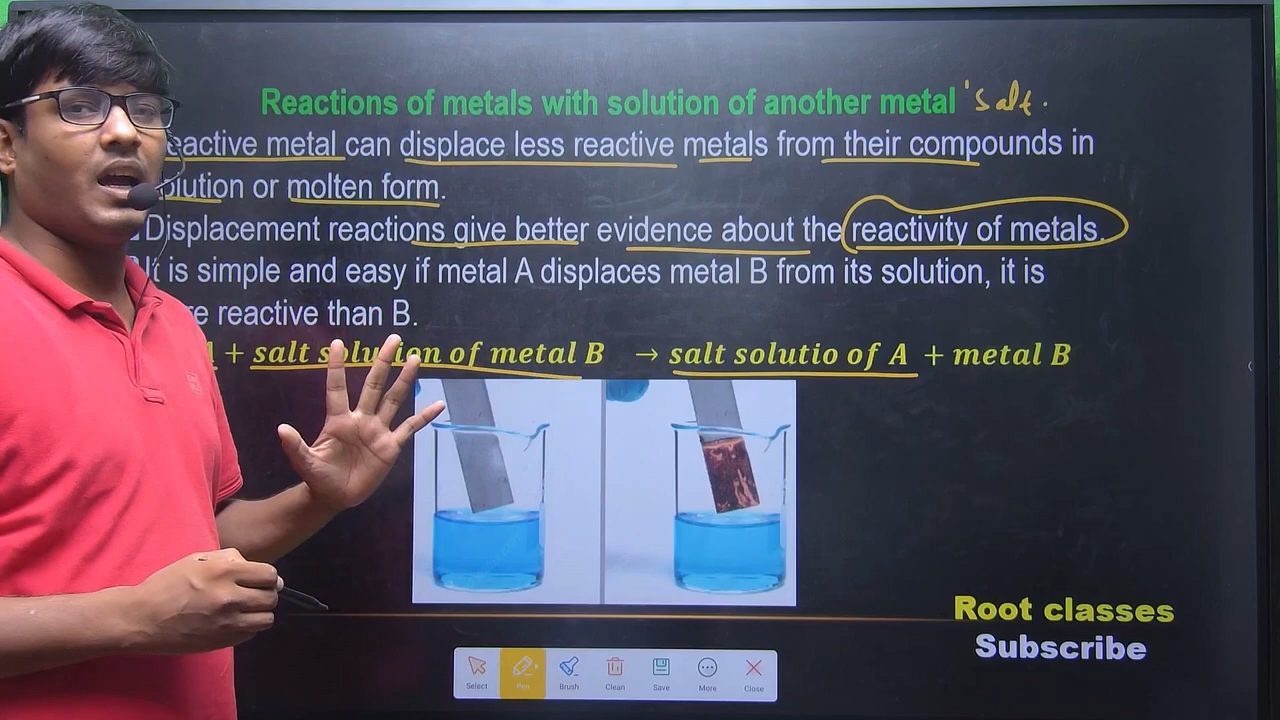 Reactions of metals with solution of another metal 's salt.
eactive metal can displace less reactive metals from their compounds in
olution or molten form.
Displacement reactions give better evidence about the reactivity of metals.
It is simple and easy if metal A displaces metal B from its solution, it is
re reactive than B.
A + salt solution of metal B → salt solutio of A + metal B
Root classes
Subscribe
Select Pen Brush Clean Save More Close